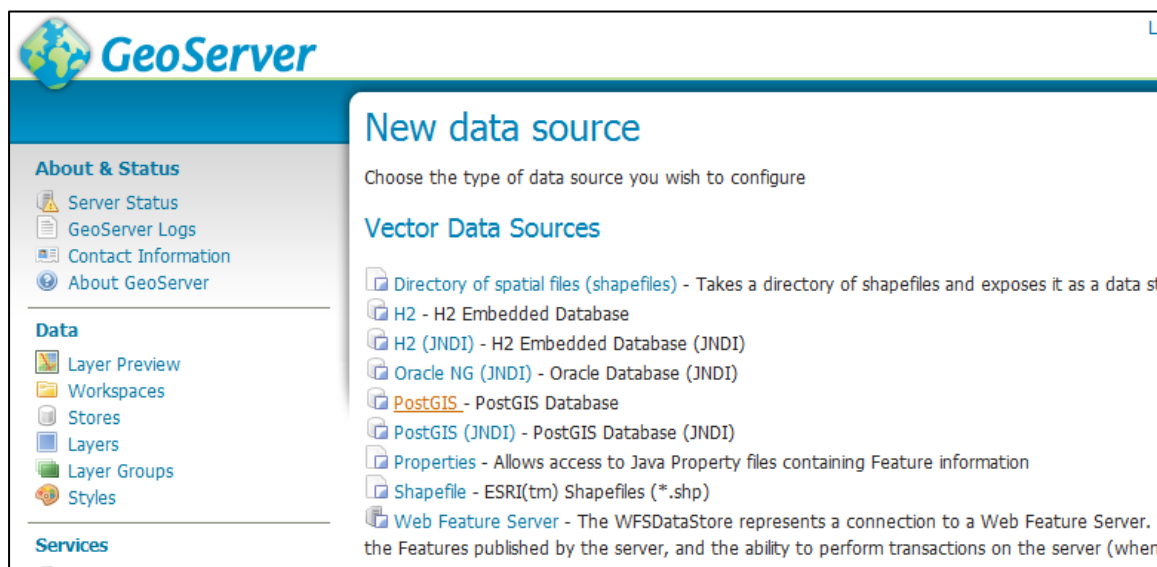 GeoServer
L
New data source
Choose the type of data source you wish to configure
Vector Data Sources
Directory of spatial files (shapefiles) - Takes a directory of shapefiles and exposes it as a data st
H2 - H2 Embedded Database
H2 (JNDI) - H2 Embedded Database (JNDI)
Oracle NG (JNDI) - Oracle Database (JNDI)
PostGIS - PostGIS Database
PostGIS (JNDI) - PostGIS Database (JNDI)
Properties - Allows access to Java Property files containing Feature information
Shapefile - ESRI(tm) Shapefiles (*.shp)
Web Feature Server - The WFSDataStore represents a connection to a Web Feature Server.
the Features published by the server, and the ability to perform transactions on the server (when
About & Status
Server Status
GeoServer Logs
Contact Information
About GeoServer
Data
Layer Preview
Workspaces
Stores
Layers
Layer Groups
Styles
Services